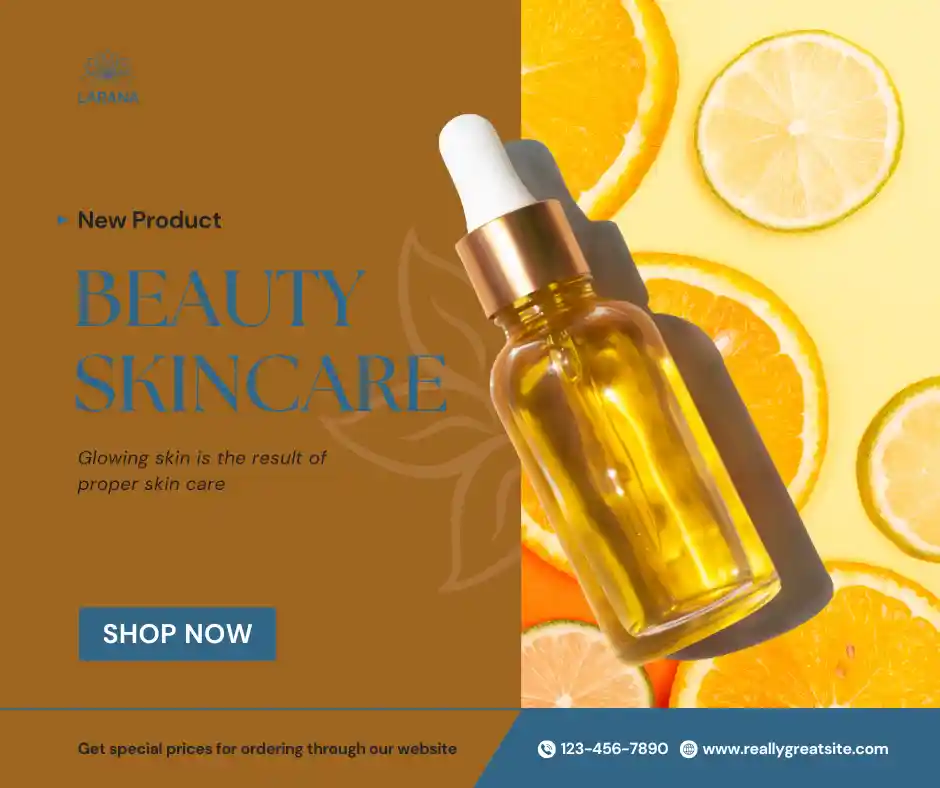 LARANA
New Product
BEAUTY
SKINCARE
Glowing skin is the result of
proper skin care
SHOP NOW
Get special prices for ordering through our website
123-456-7890 www.reallygreatsite.com